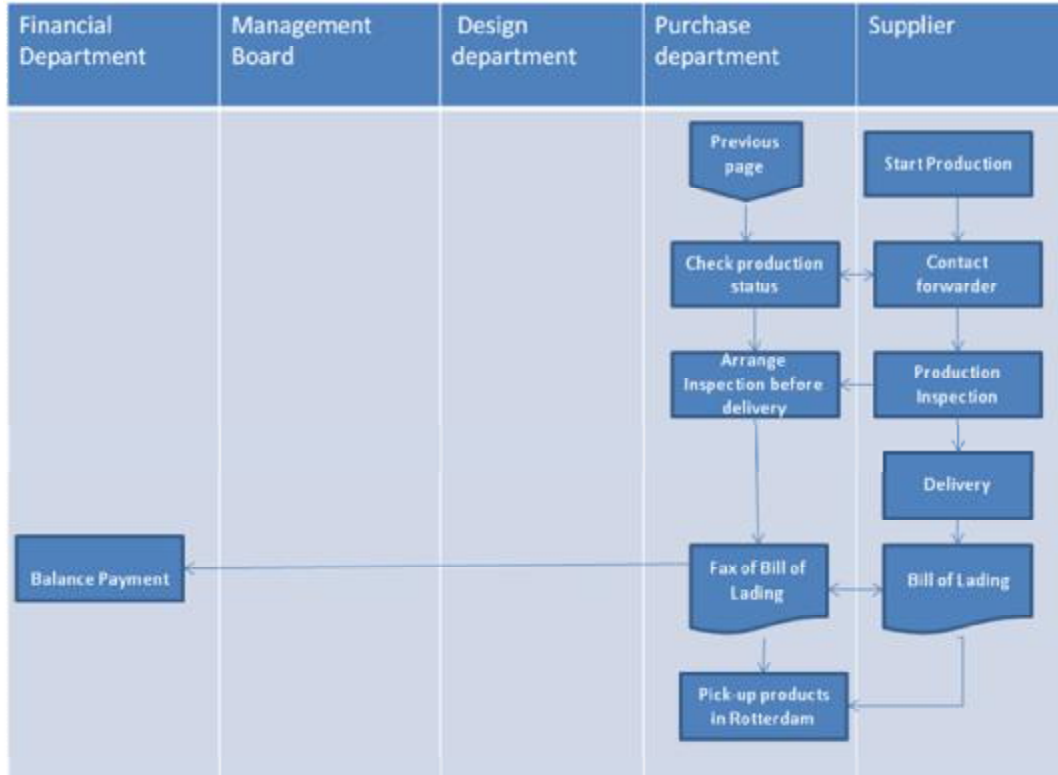 Financial
Department
Management
Board
Design
department
Purchase
department
Supplier
Previous
page
Start Production
Check production
status
Contact
forwarder
Arrange
Inspection before
delivery
Production
Inspection
Delivery
Balance Payment
Fax of Bill of
Lading
Bill of Lading
Pick-up products
in Rotterdam